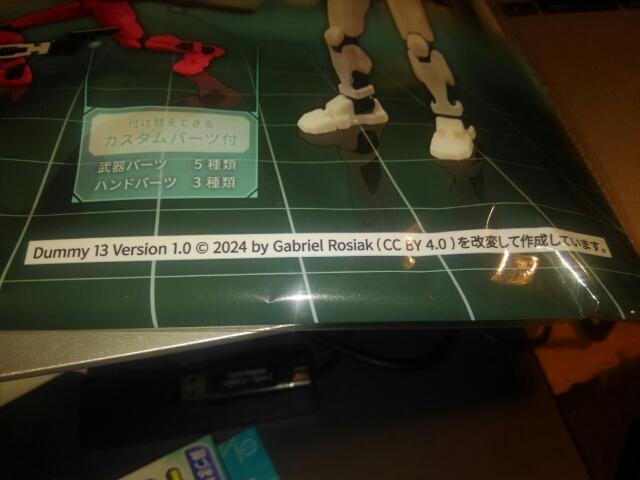 付け替えできる
カスタムパーツ付
武器パーツ 5種類
ハンドパーツ 3種類
Dummy 13 Version 1.0 © 2024 by Gabriel Rosiak（CC BY 4.0）を改変して作成しています。